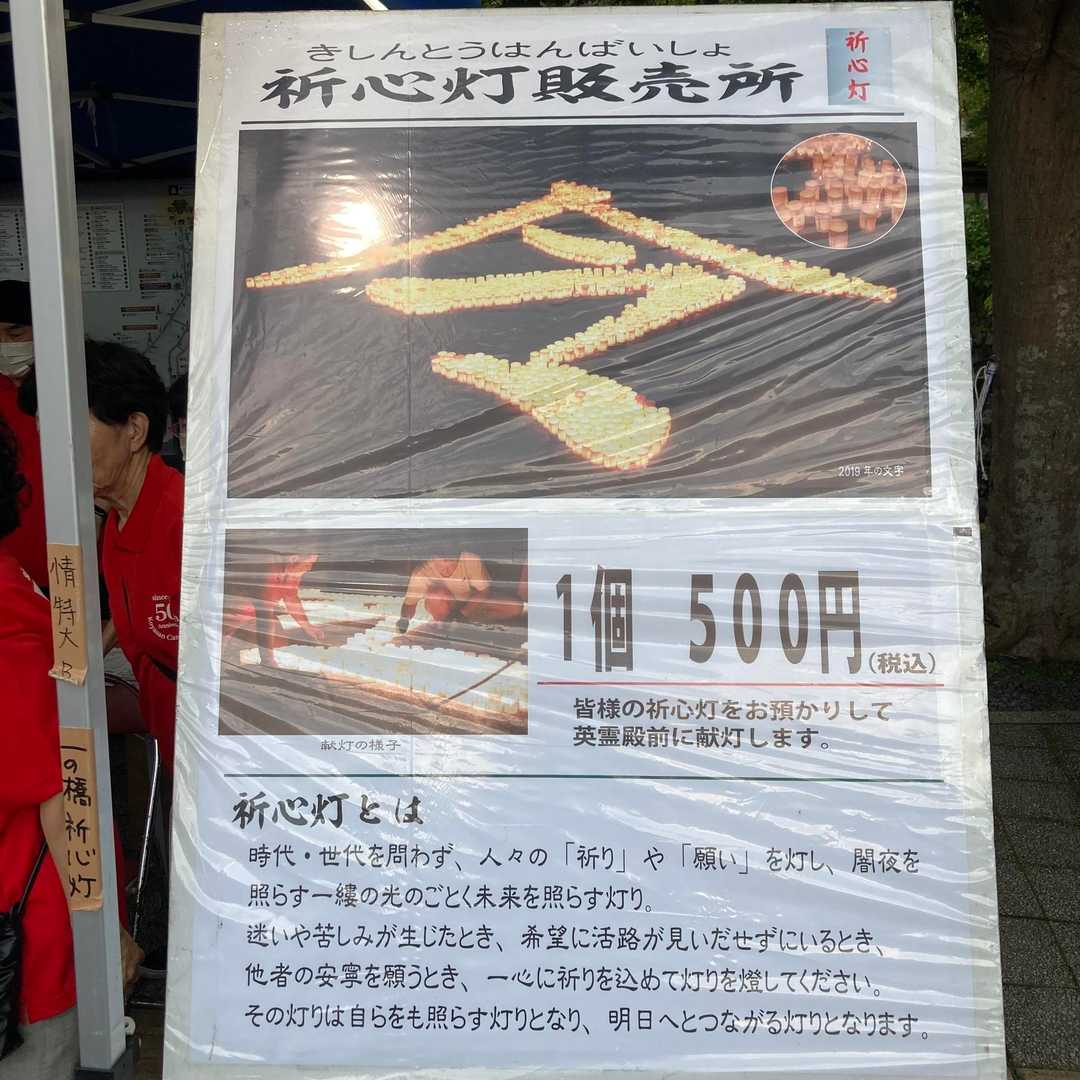 きしんとうはんばいしょ
祈心灯販売所
祈心灯
2019年の文字
1個 500円(税込)
献灯の様子
皆様の祈心灯をお預かりして
英霊殿前に献灯します。
祈心灯とは
時代・世代を問わず、人々の「祈り」や「願い」を灯し、闇夜を
照らす一縷の光のごとく未来を照らす灯り。
迷いや苦しみが生じたとき、希望に活路が見いだせずにいるとき、
他者の安寧を願うとき、一心に祈りを込めて灯りを燈してください。
その灯りは自らをも照らす灯りとなり、明日へとつながる灯りとなります。
情特大B
一の橋祈心灯
since
50